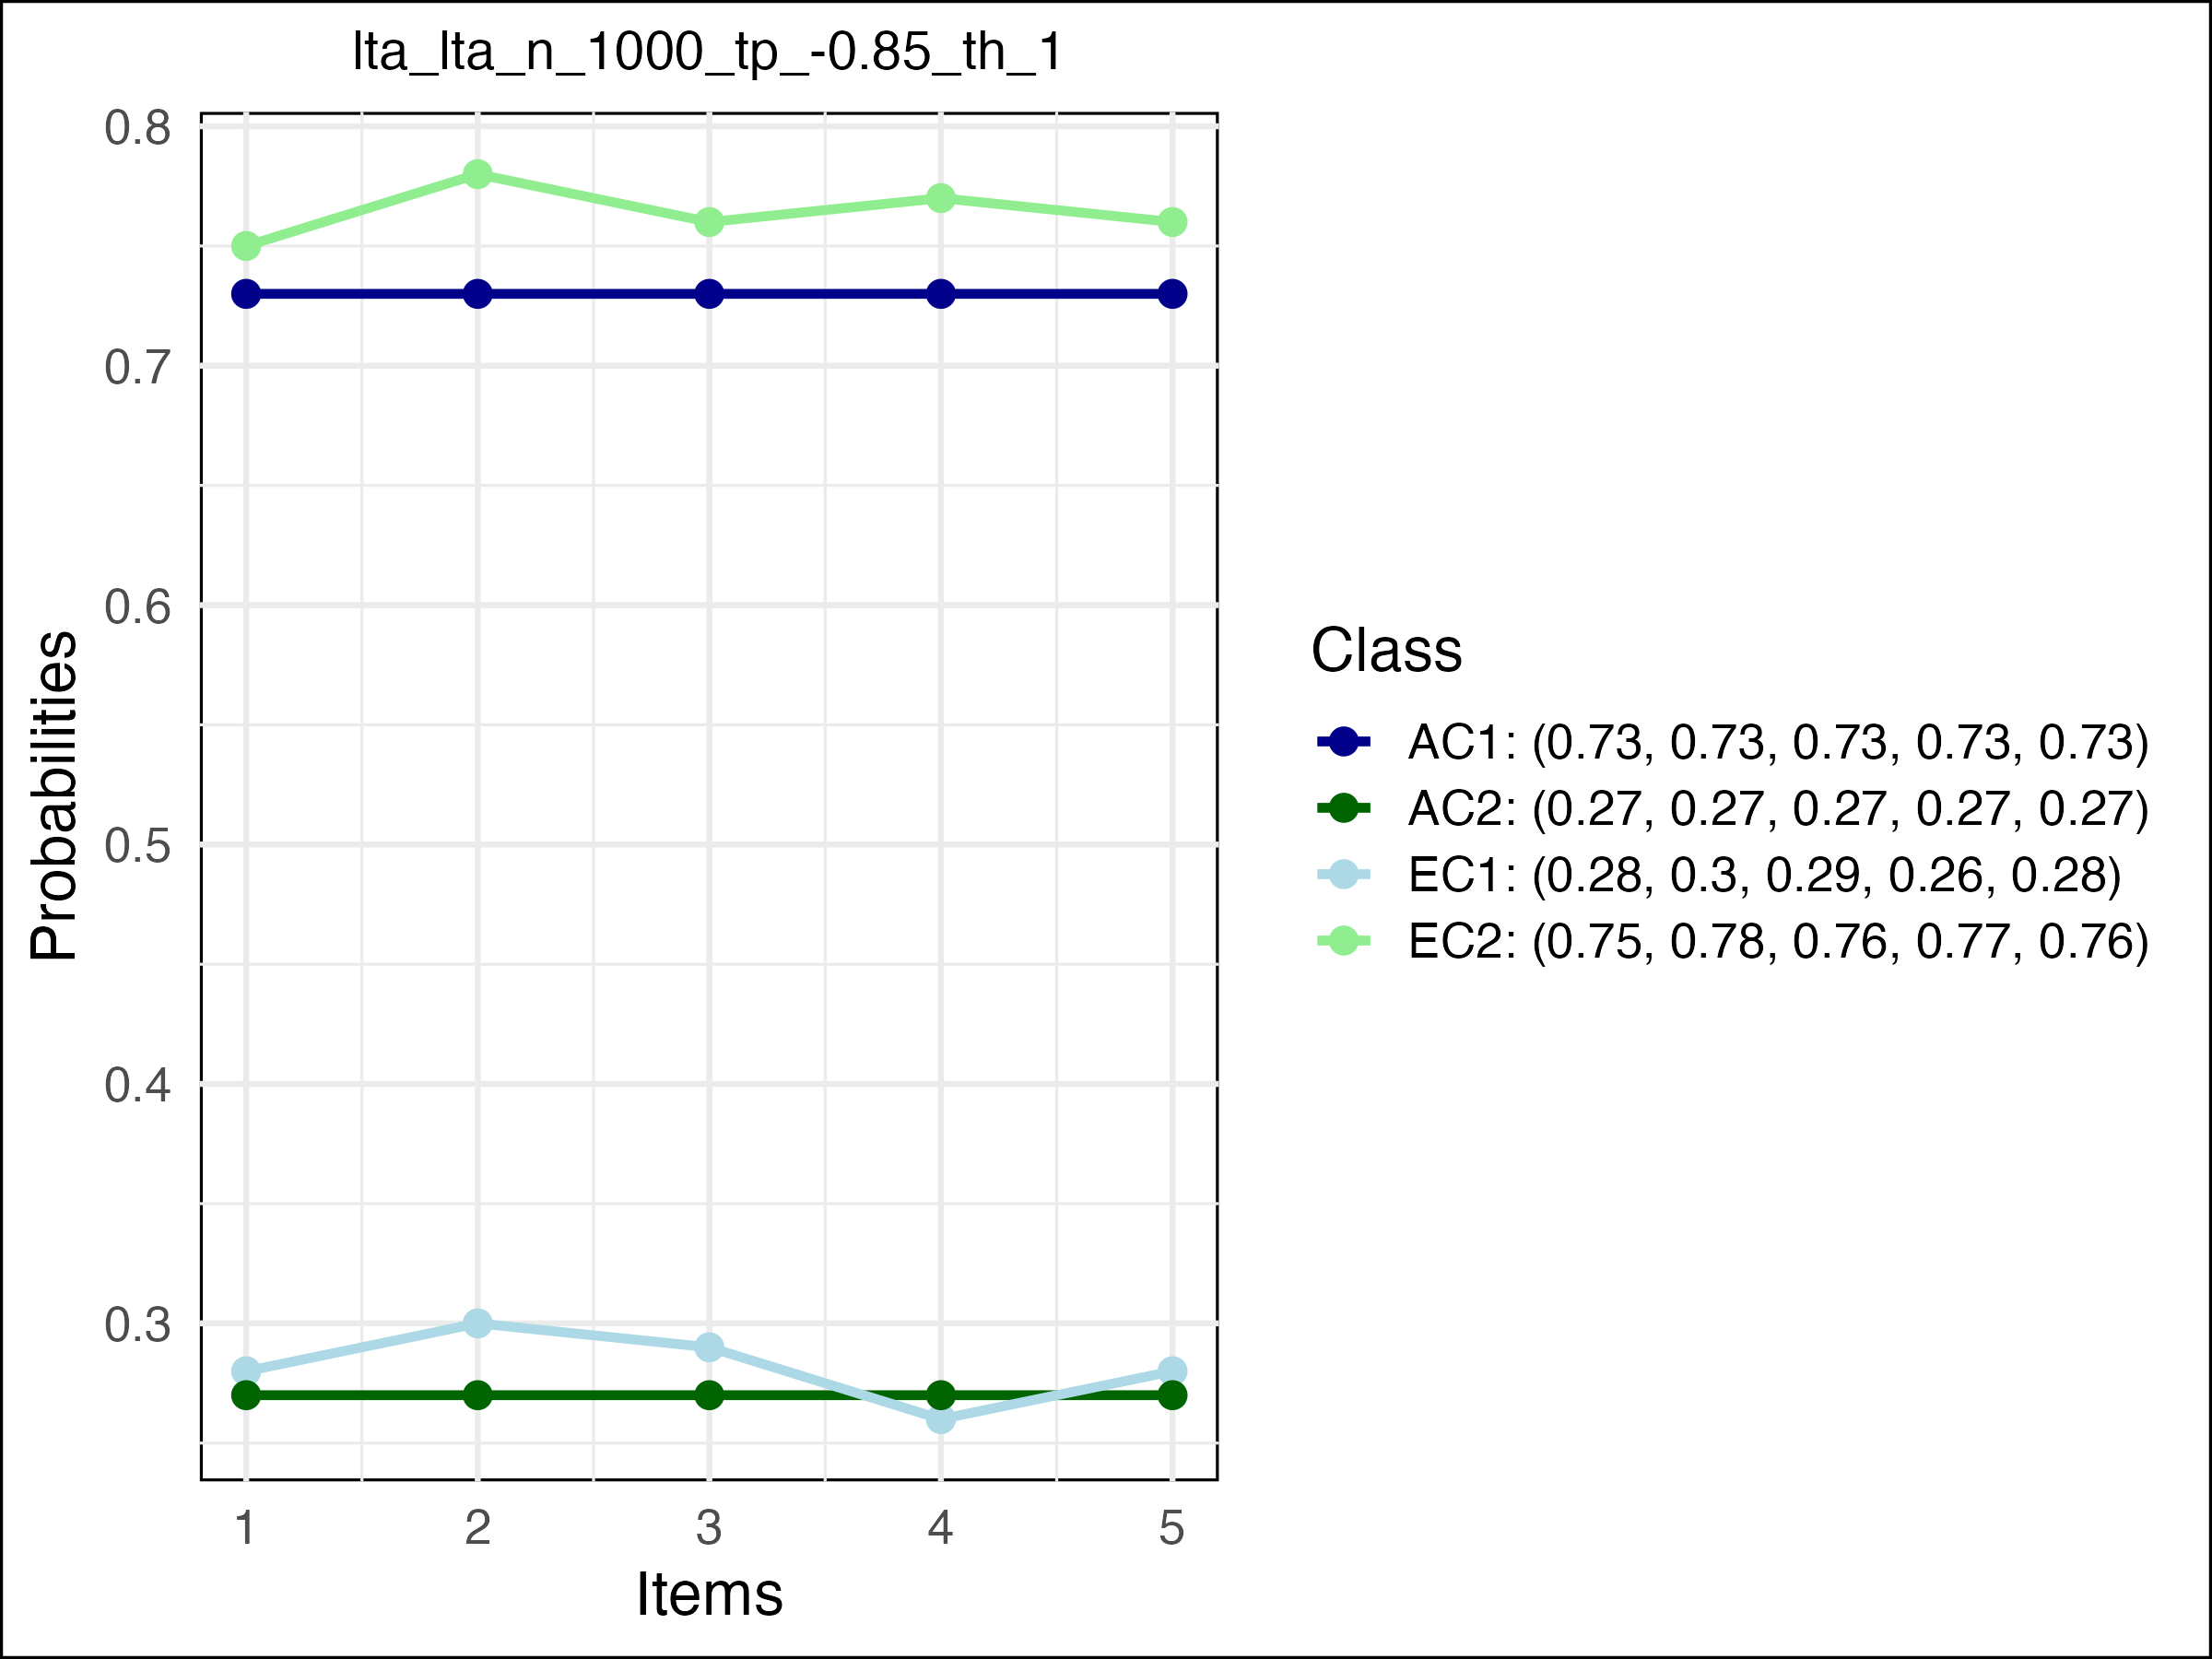 lta_lta_n_1000_tp_-0.85_th_1
0.8
0.7
0.6
0.5
0.4
0.3
Probabilities
1 2 3 4 5
Items
Class
AC1: (0.73, 0.73, 0.73, 0.73, 0.73)
AC2: (0.27, 0.27, 0.27, 0.27, 0.27)
EC1: (0.28, 0.3, 0.29, 0.26, 0.28)
EC2: (0.75, 0.78, 0.76, 0.77, 0.76)